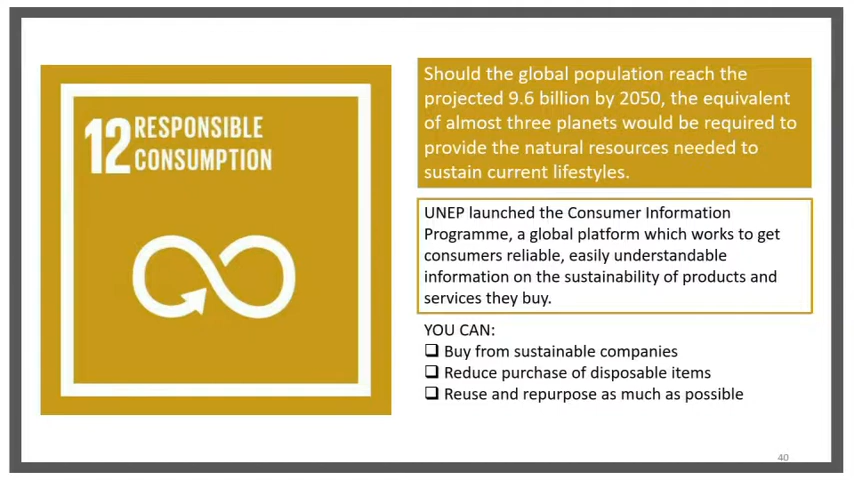 12 RESPONSIBLE
CONSUMPTION
Should the global population reach the
projected 9.6 billion by 2050, the equivalent
of almost three planets would be required to
provide the natural resources needed to
sustain current lifestyles.
UNEP launched the Consumer Information
Programme, a global platform which works to get
consumers reliable, easily understandable
information on the sustainability of products and
services they buy.
YOU CAN:
❑ Buy from sustainable companies
❑ Reduce purchase of disposable items
❑ Reuse and repurpose as much as possible
40